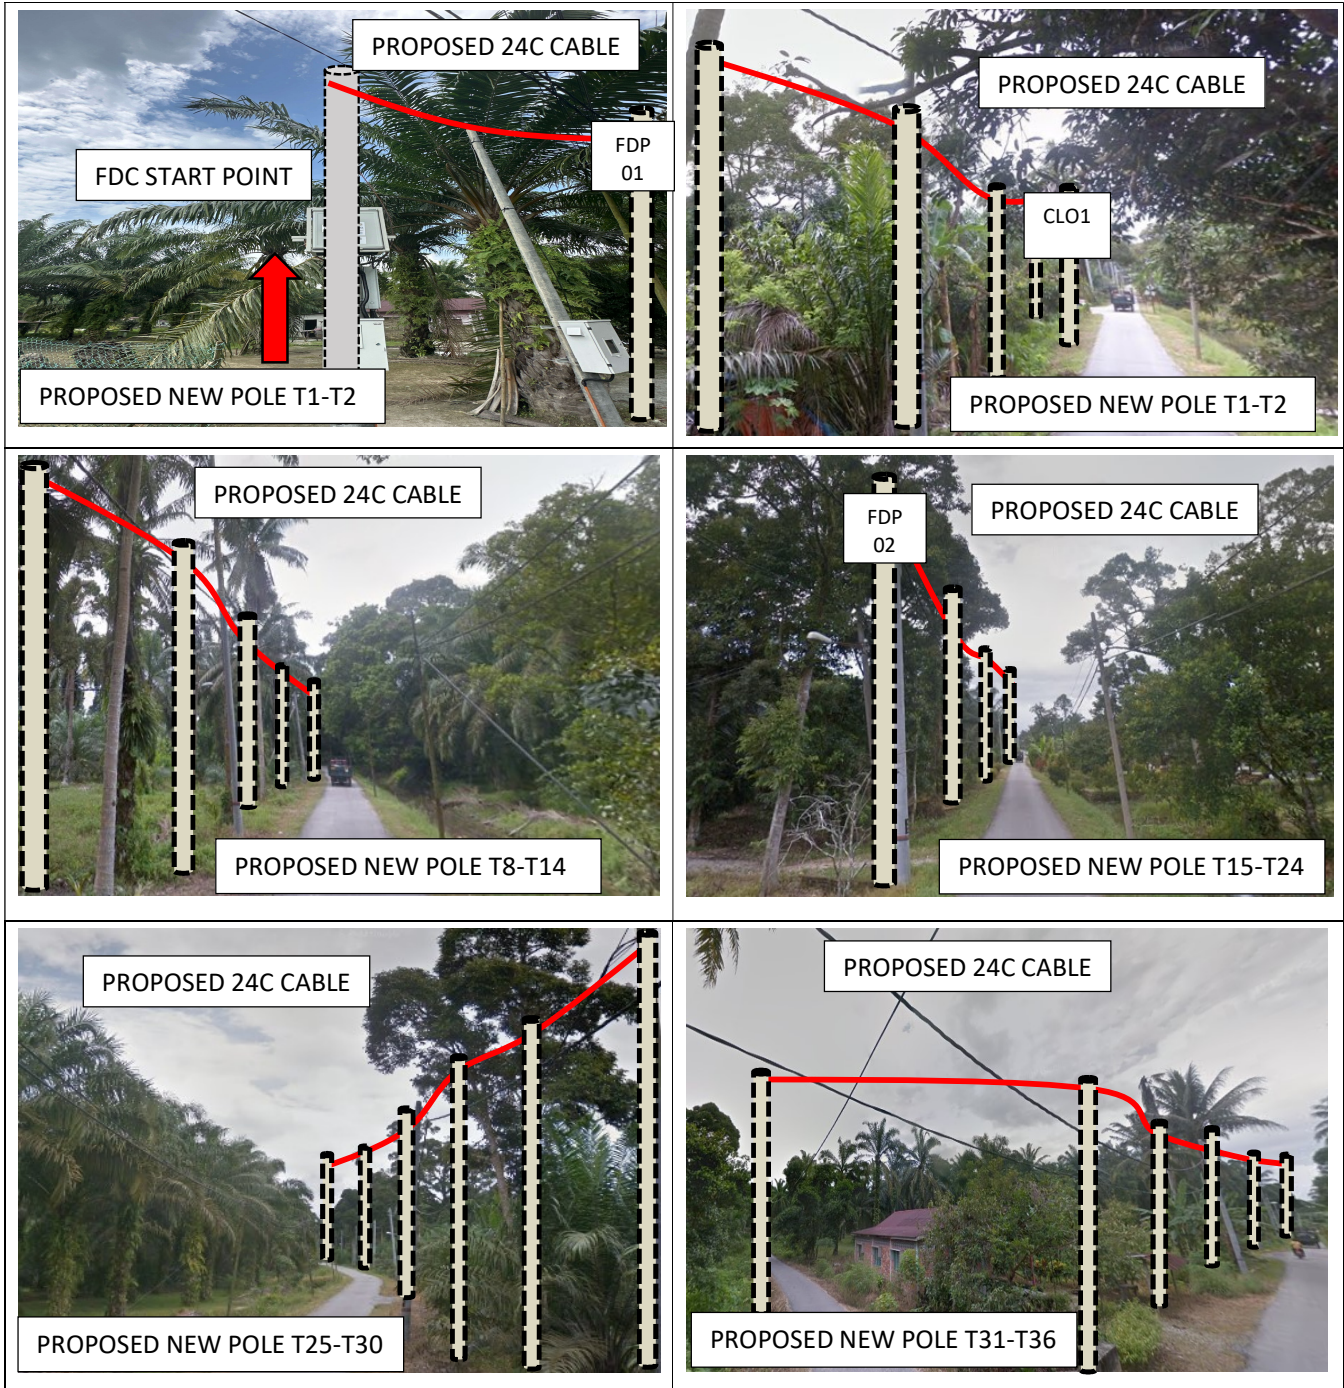 PROPOSED 24C CABLE
FDP
01
FDC START POINT
PROPOSED NEW POLE T1-T2
PROPOSED 24C CABLE
CLO1
PROPOSED NEW POLE T1-T2
PROPOSED 24C CABLE
PROPOSED NEW POLE T8-T14
FDP
02
PROPOSED 24C CABLE
PROPOSED NEW POLE T15-T24
PROPOSED 24C CABLE
PROPOSED NEW POLE T25-T30
PROPOSED 24C CABLE
PROPOSED NEW POLE T31-T36